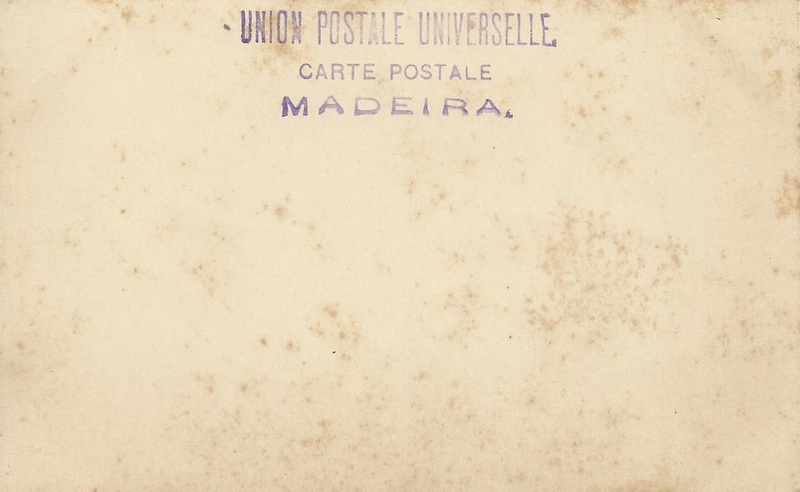 UNION POSTALE UNIVERSELLE.
CARTE POSTALE
MADEIRA.